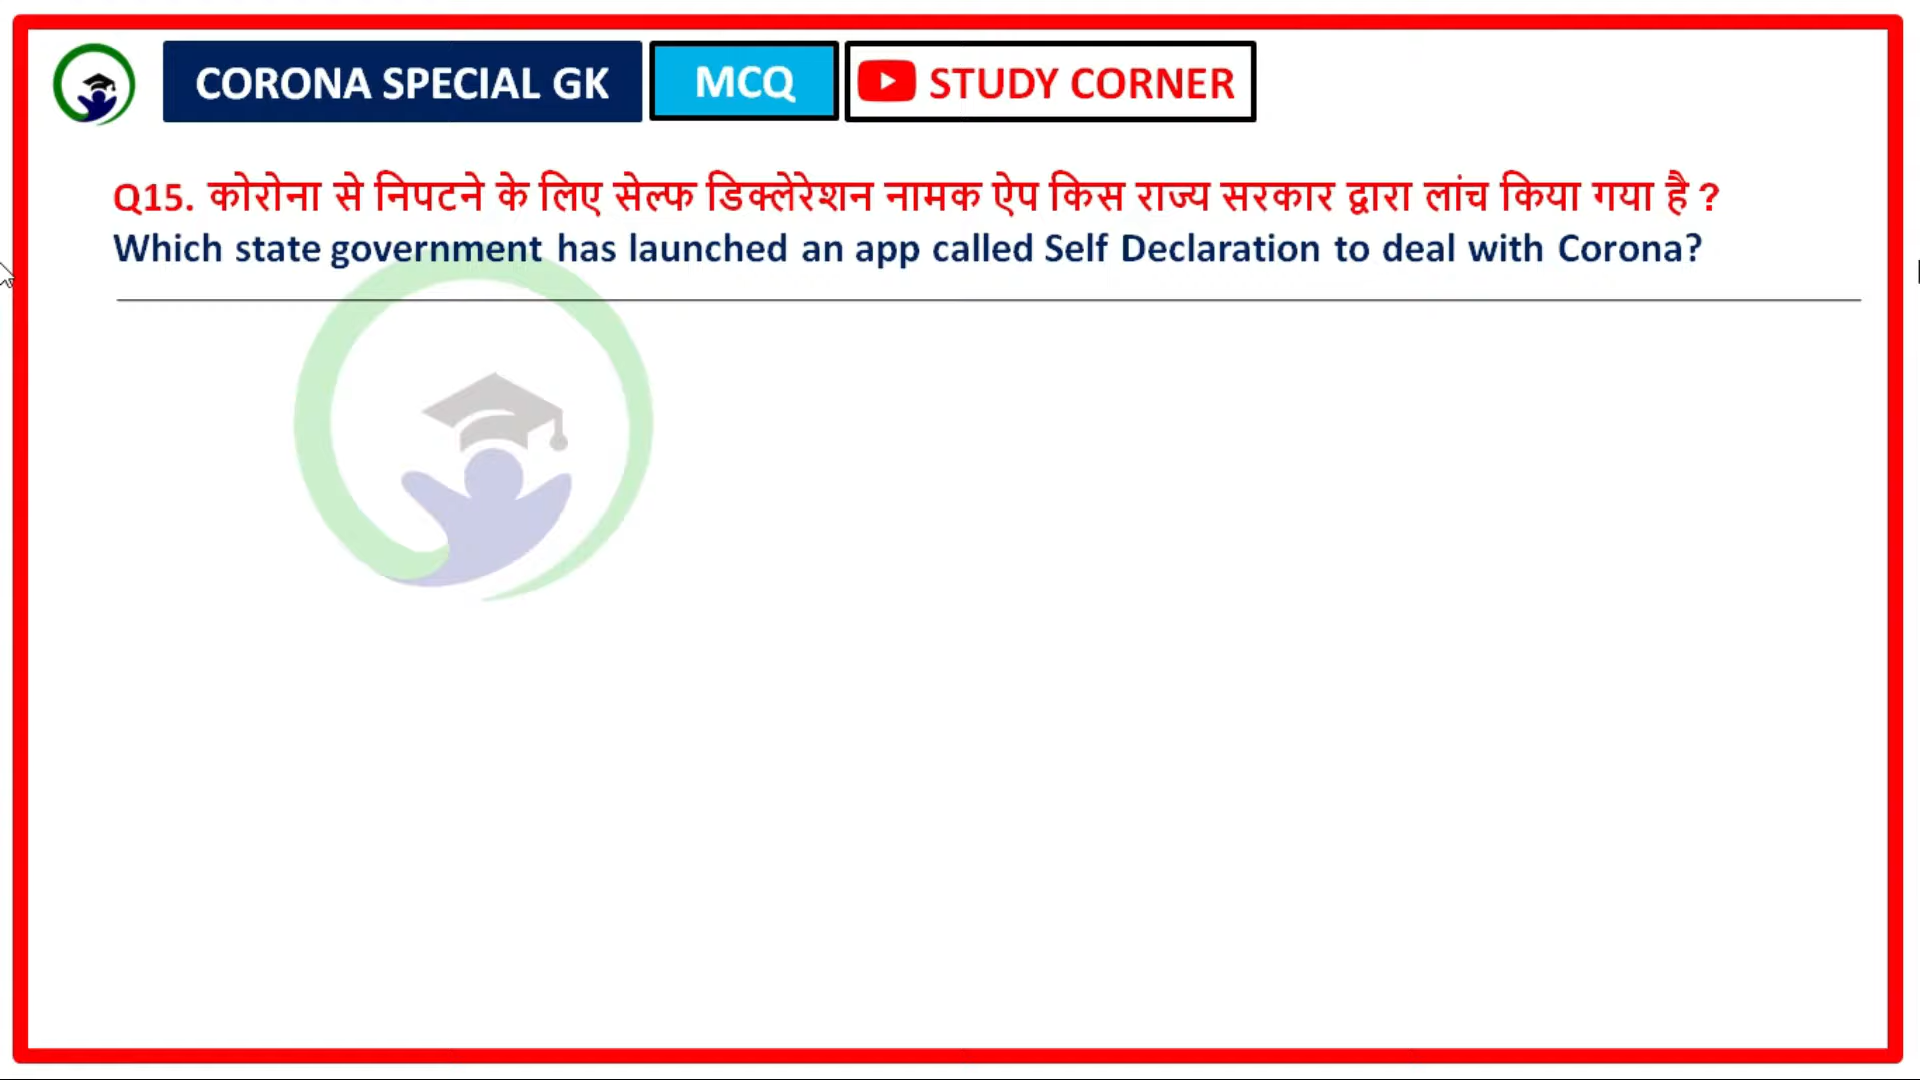 CORONA SPECIAL GK MCQ STUDY CORNER
Q15. कोरोना से निपटने के लिए सेल्फ डिक्लेरेशन नामक ऐप किस राज्य सरकार द्वारा लांच किया गया है ?
Which state government has launched an app called Self Declaration to deal with Corona?